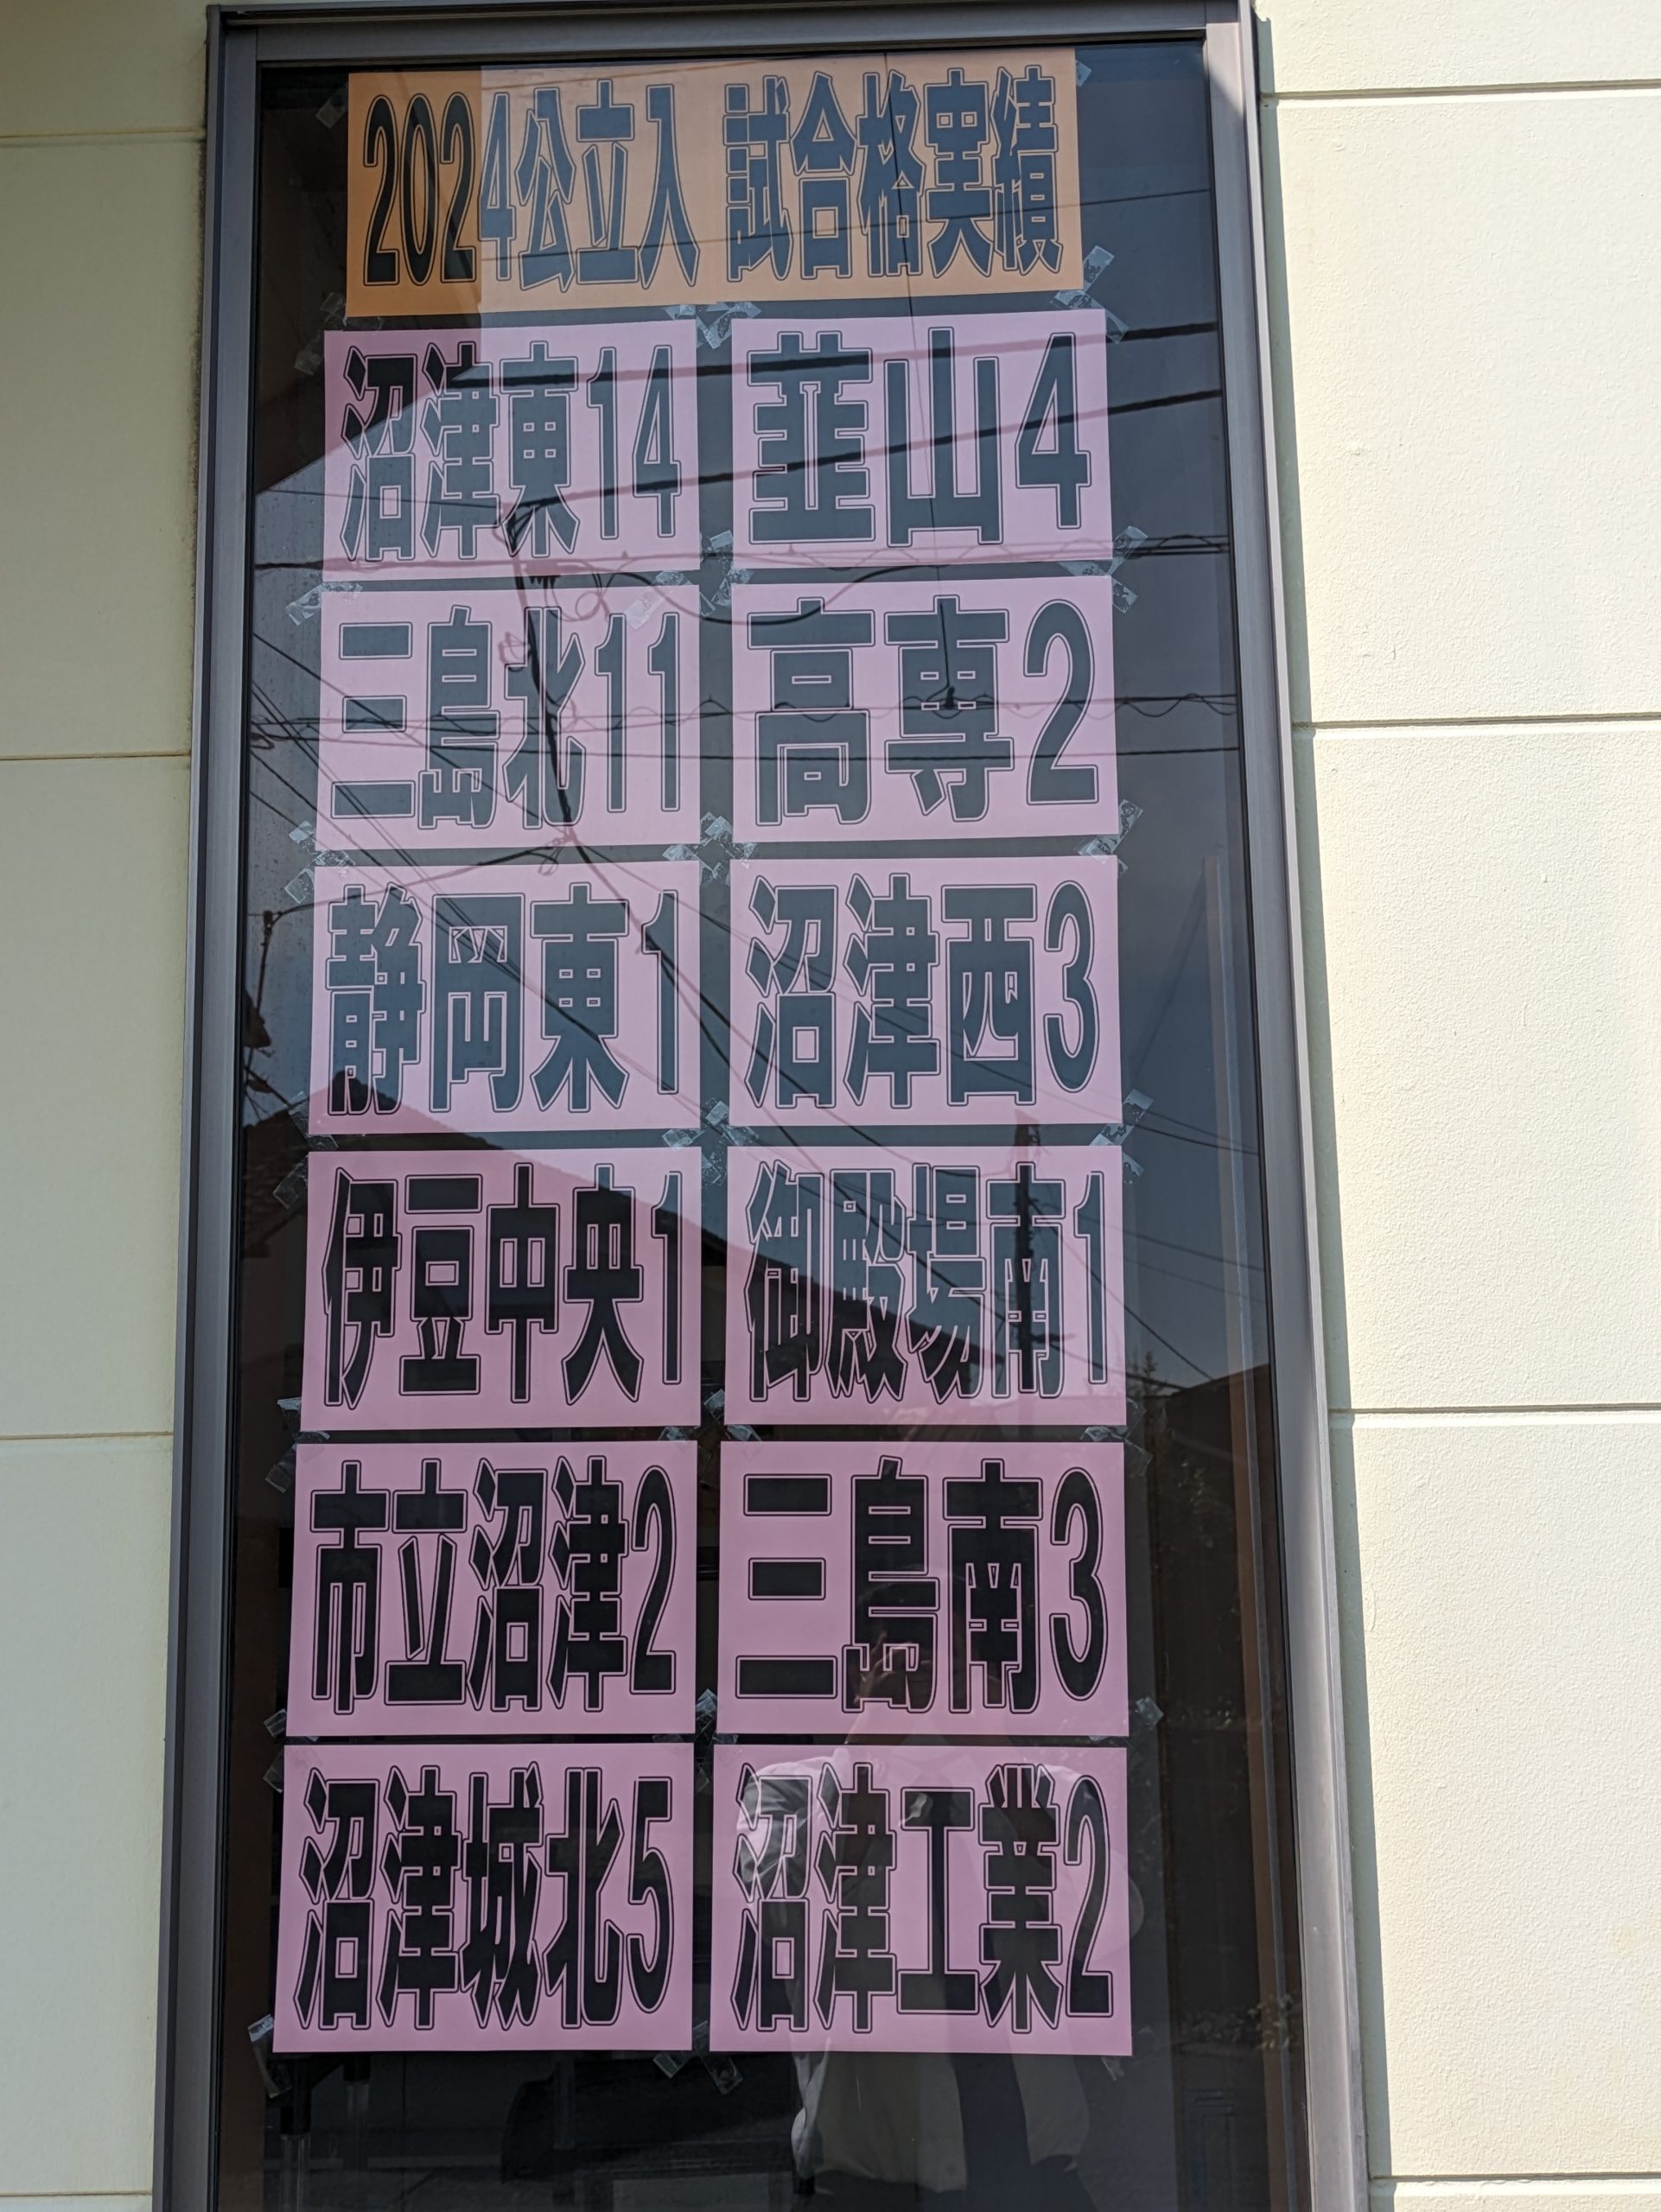 2024公立入試合格実績
沼津東14
韮山4
三島北11
高専2
静岡東1
沼津西3
伊豆中央1
御殿場南1
市立沼津2
三島南3
沼津城北5
沼津工業2